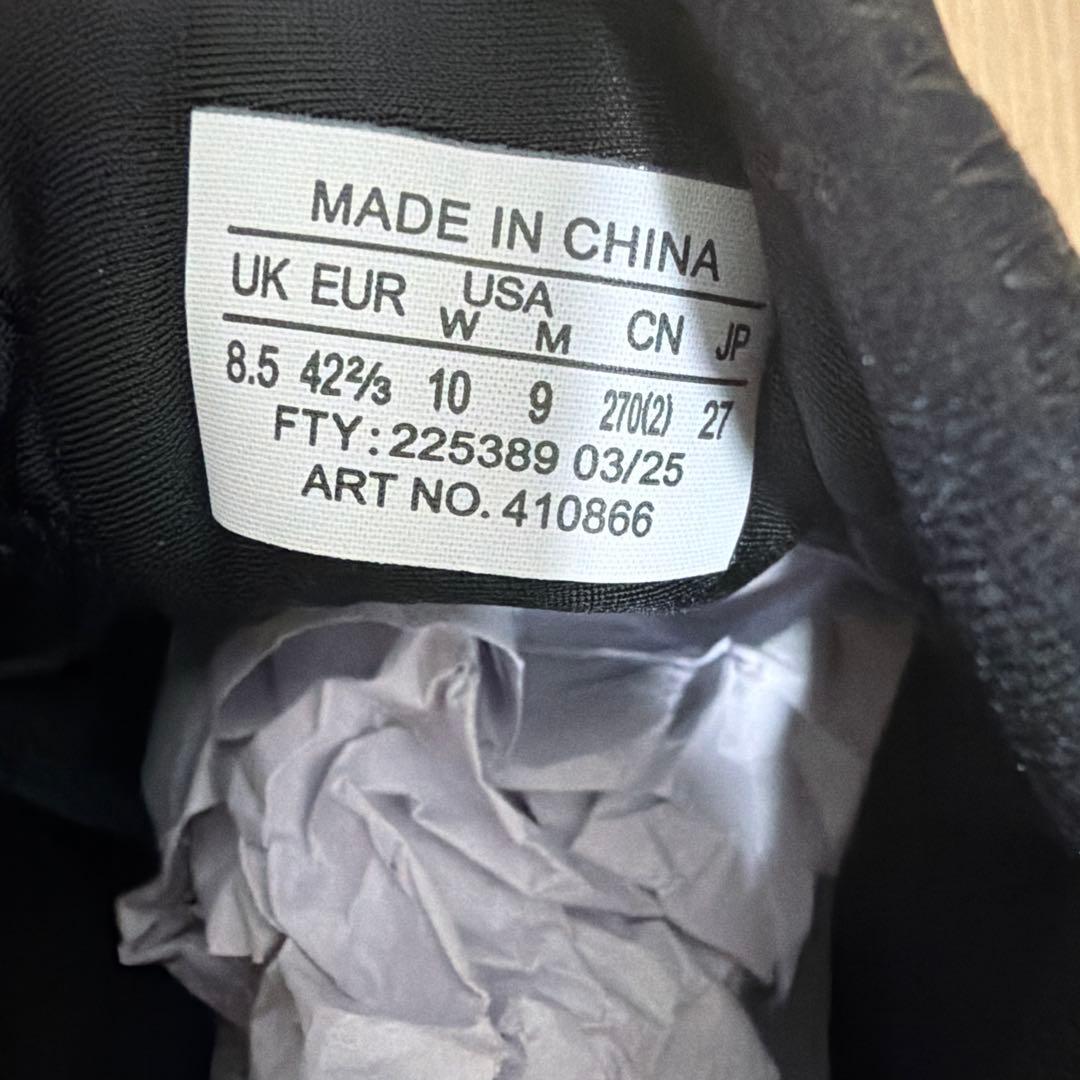 MADE IN CHINA
UK EUR USA CN JP
W M
8.5 42⅔ 10 9 270(2) 27
FTY:225389 03/25
ART NO. 410866